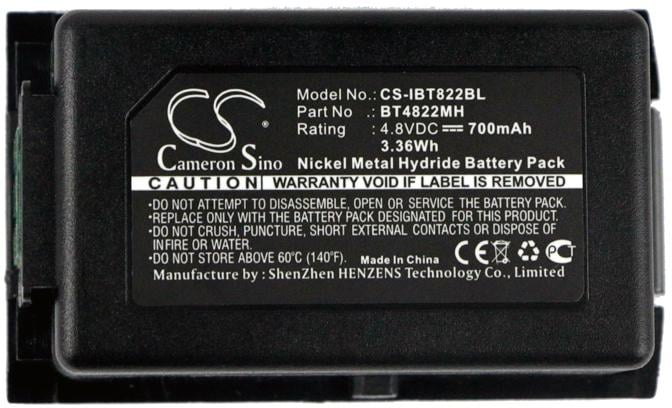 Model No.: CS-IBT822BL
Part No .: BT4822MH
Rating : 4.8VDC 700mAh
3.36Wh
CS
Cameron Sino
Nickel Metal Hydride Battery Pack
CAUTION WARRANTY VOID IF LABEL IS REMOVED
•DO NOT ATTEMPT TO DISASSEMBLE, OPEN OR SERVICE THE BATTERY PACK.
•REPLACE ONLY WITH THE BATTERY PACK DESIGNATED FOR THIS PRODUCT.
•DO NOT CRUSH, PUNCTURE, SHORT EXTERNAL CONTACTS OR DISPOSE OF
INFIRE OR WATER.
•DO NOT STORE ABOVE 60°C (140°F). Made In China CE PCT
Manufacture by : ShenZhen HENZENS Technology Co., Limited